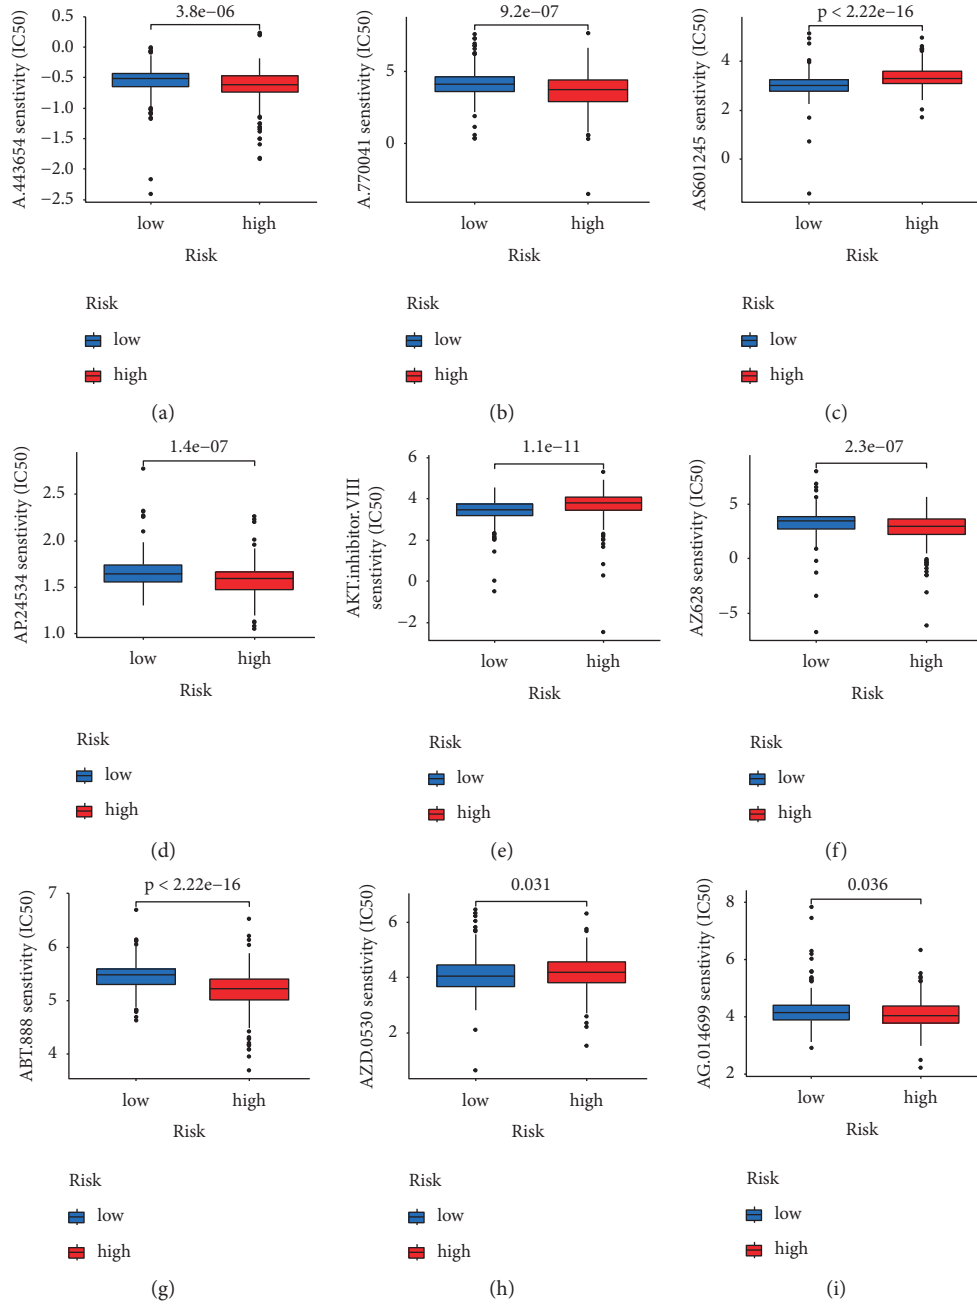 3.8e−06
A.443654 senstivity (IC50)
0.5
0.0
−0.5
−1.0
−1.5
−2.0
−2.5
low high
Risk
Risk
low
high
(a)
9.2e−07
A.770041 senstivity (IC50)
5
0
low high
Risk
Risk
low
high
(b)
p < 2.22e−16
AS601245 senstivity (IC50)
4
2
0
low high
Risk
Risk
low
high
(c)
1.4e−07
AP.24534 senstivity (IC50)
2.5
2.0
1.5
1.0
low high
Risk
Risk
low
high
(d)
1.1e−11
AKT.inhibitor.VIII
senstivity (IC50)
6
4
2
0
−2
low high
Risk
Risk
low
high
(e)
2.3e−07
AZ628 senstivity (IC50)
5
0
−5
low high
Risk
Risk
low
high
(f)
p < 2.22e−16
ABT.888 senstivity (IC50)
7
6
5
4
low high
Risk
Risk
low
high
(g)
0.031
AZD.0530 senstivity (IC50)
6
4
2
low high
Risk
Risk
low
high
(h)
0.036
AG.014699 senstivity (IC50)
8
6
4
2
low high
Risk
Risk
low
high
(i)